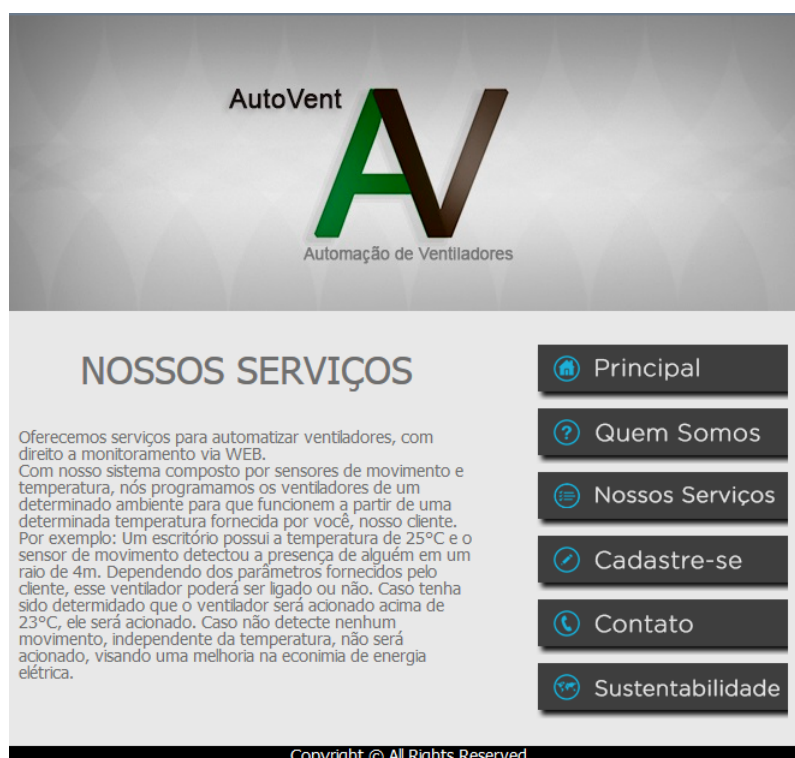 AutoVent
AV
Automação de Ventiladores
NOSSOS SERVIÇOS
Oferecemos serviços para automatizar ventiladores, com
direito a monitoramento via WEB.
Com nosso sistema composto por sensores de movimento e
temperatura, nós programamos os ventiladores de um
determinado ambiente para que funcionem a partir de uma
determinada temperatura fornecida por você, nosso cliente.
Por exemplo: Um escritório possui a temperatura de 25°C e o
sensor de movimento detectou a presença de alguém em um
raio de 4m. Dependendo dos parâmetros fornecidos pelo
cliente, esse ventilador poderá ser ligado ou não. Caso tenha
sido determidado que o ventilador será acionado acima de
23°C, ele será acionado. Caso não detecte nenhum
movimento, independente da temperatura, não será
acionado, visando uma melhoria na econimia de energia
elétrica.
Principal
Quem Somos
Nossos Serviços
Cadastre-se
Contato
Sustentabilidade
Copyright © All Rights Reserved